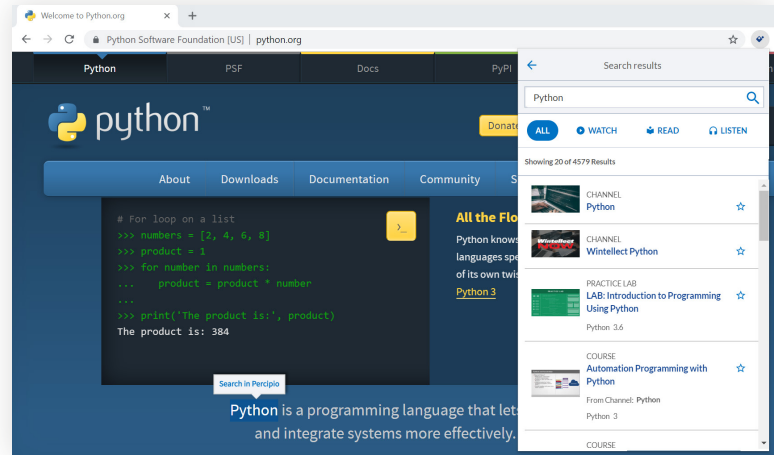 Welcome to Python.org
Python Software Foundation [US] | python.org
Python PSF Docs PyPI
python™
Donate
About Downloads Documentation Community S
# For loop on a list
>>> numbers = [2, 4, 6, 8]
>>> product = 1
>>> for number in numbers:
...    product = product * number
...
>>> print('The product is:', product)
The product is: 384
>_
All the Flo
Python knows
languages spe
of its own twis
Python 3
Search in Percipio
Python is a programming language that lets
and integrate systems more effectively.
Search results
Python
ALL WATCH READ LISTEN
Showing 20 of 4579 Results
CHANNEL
Python
Wintellect
NOW
CHANNEL
Wintellect Python
PRACTICE LAB
LAB: Introduction to Programming
Using Python
Python 3.6
COURSE
Automation Programming with
Python
From Channel: Python
Python 3
COURSE